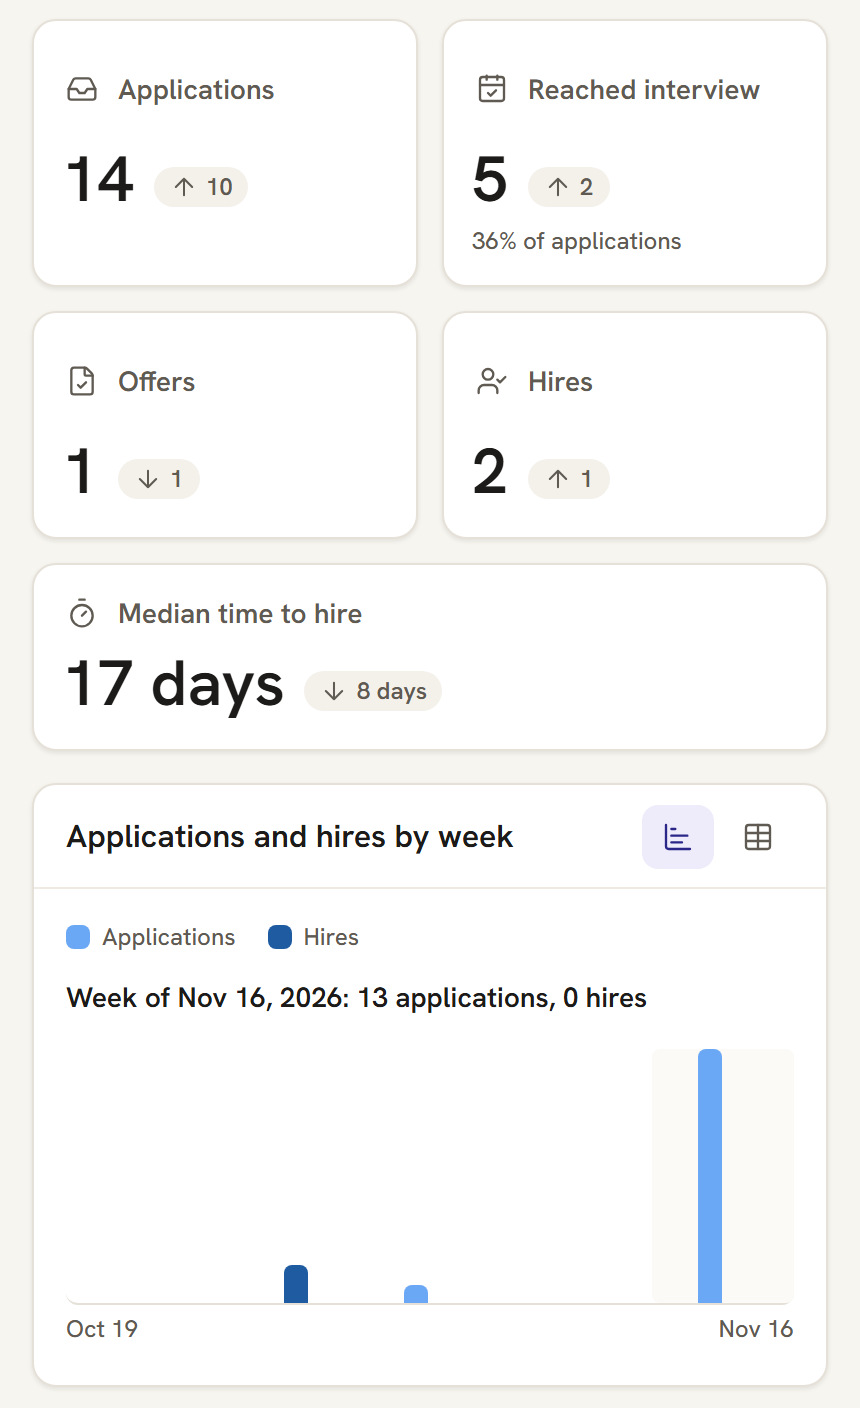 Applications
14 ↑ 10
Reached interview
5 ↑ 2
36% of applications
Offers
1 ↓ 1
Hires
2 ↑ 1
Median time to hire
17 days ↓ 8 days
Applications and hires by week
Applications Hires
Week of Nov 16, 2026: 13 applications, 0 hires
Oct 19 Nov 16